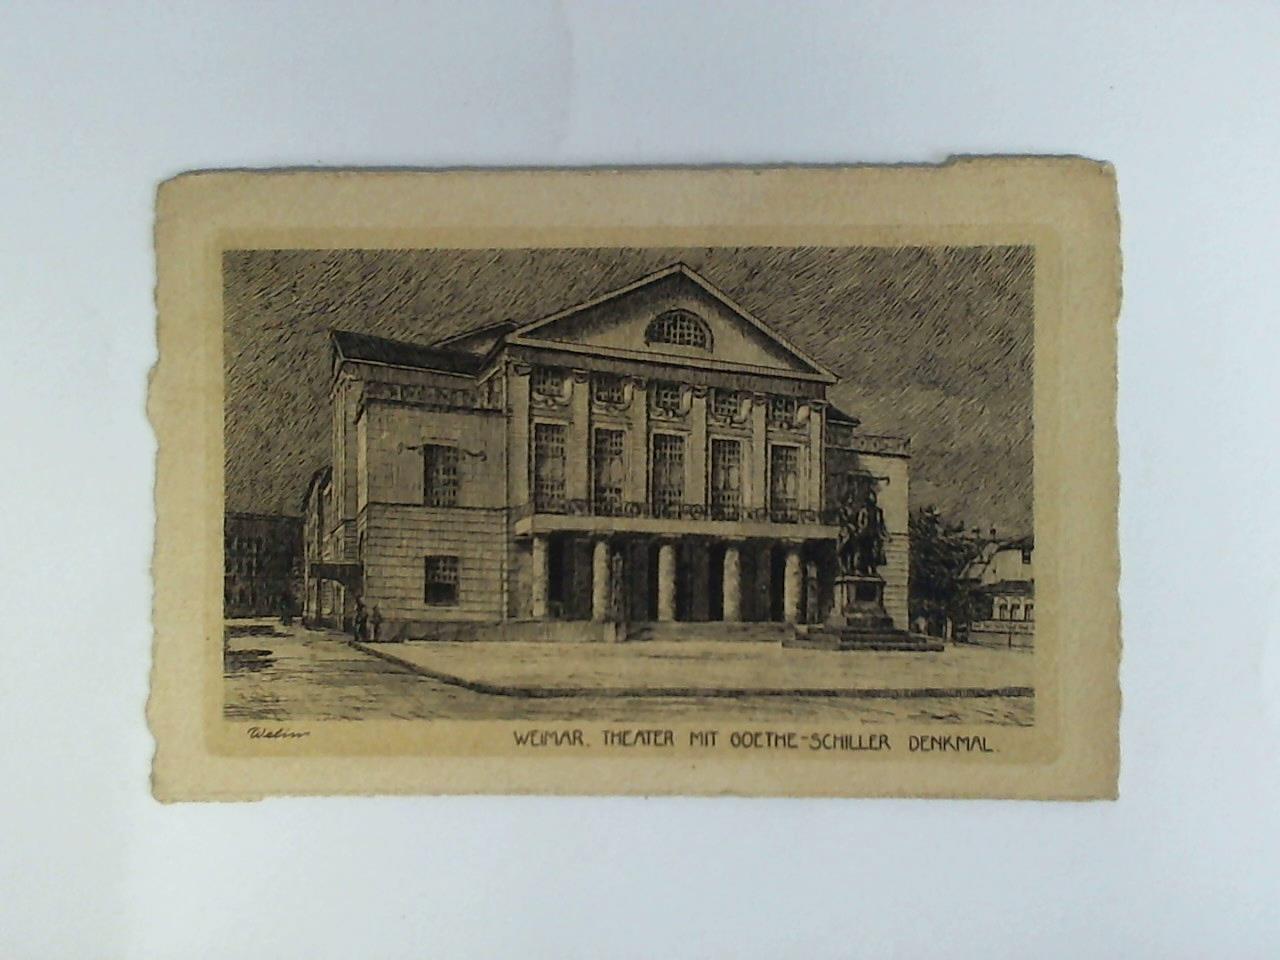 WEIMAR. THEATER MIT GOETHE-SCHILLER DENKMAL.